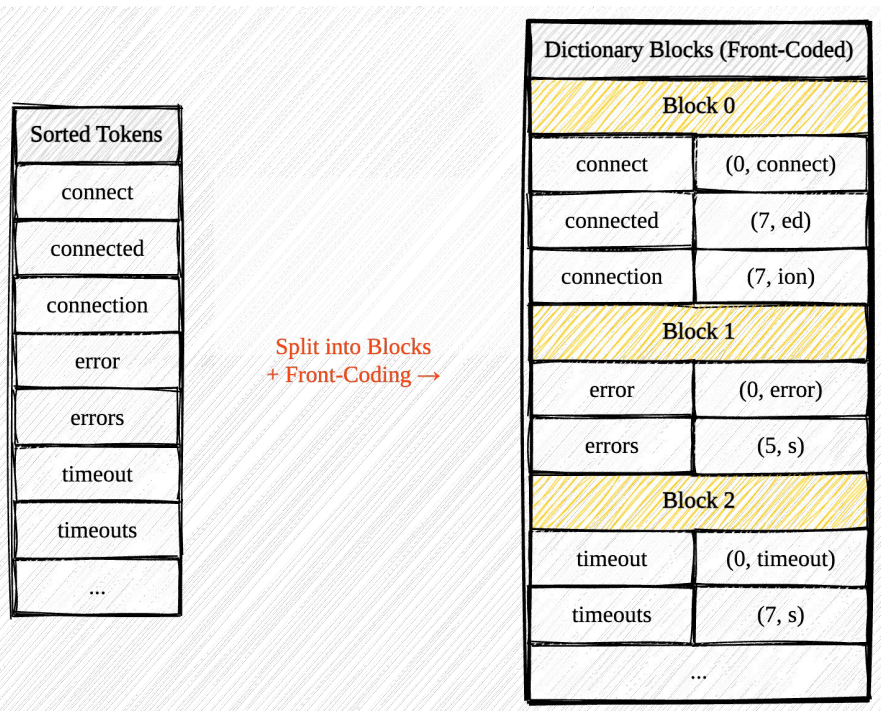 Sorted Tokens
connect
connected
connection
error
errors
timeout
timeouts
...
Split into Blocks
+ Front-Coding →
Dictionary Blocks (Front-Coded)
Block 0
connect (0, connect)
connected (7, ed)
connection (7, ion)
Block 1
error (0, error)
errors (5, s)
Block 2
timeout (0, timeout)
timeouts (7, s)
...